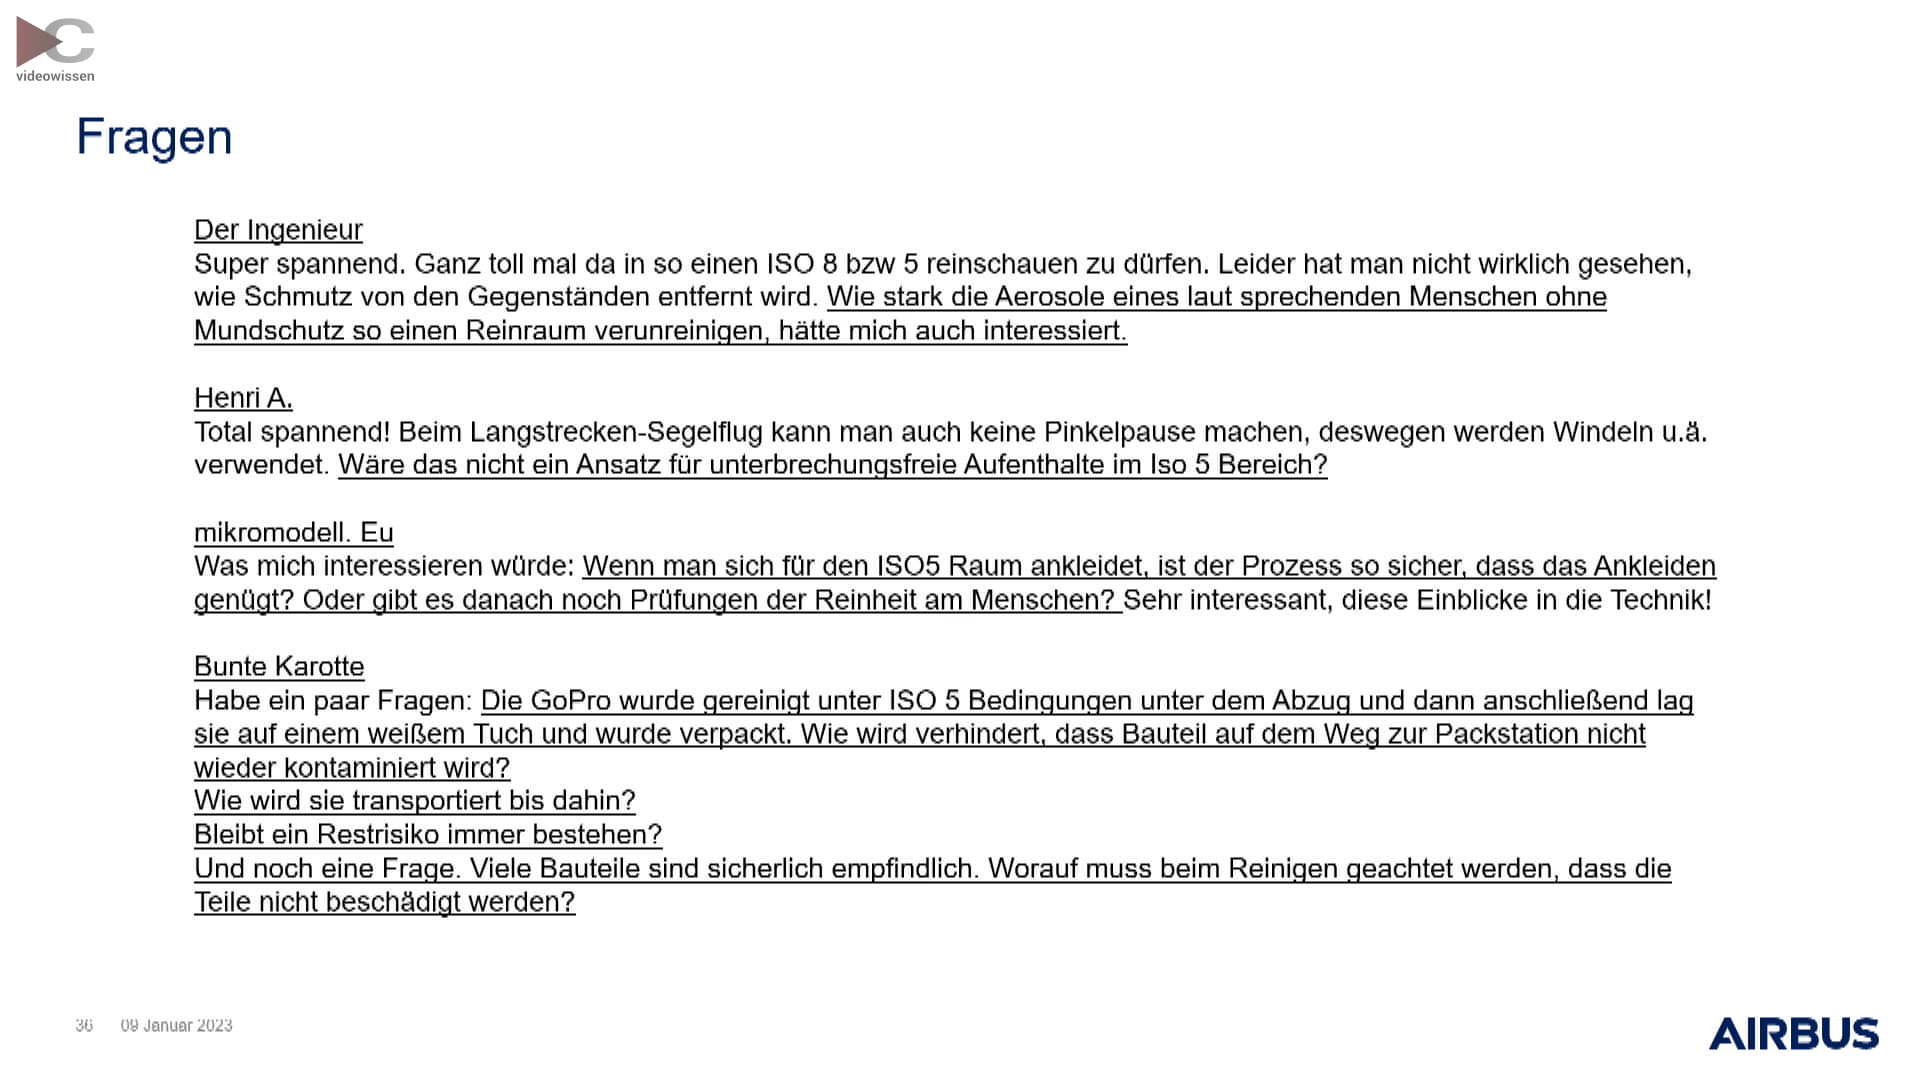 C
videowissen
Fragen
Der Ingenieur
Super spannend. Ganz toll mal da in so einen ISO 8 bzw 5 reinschauen zu dürfen. Leider hat man nicht wirklich gesehen,
wie Schmutz von den Gegenständen entfernt wird. Wie stark die Aerosole eines laut sprechenden Menschen ohne
Mundschutz so einen Reinraum verunreinigen, hätte mich auch interessiert.
Henri A.
Total spannend! Beim Langstrecken-Segelflug kann man auch keine Pinkelpause machen, deswegen werden Windeln u.ä.
verwendet. Wäre das nicht ein Ansatz für unterbrechungsfreie Aufenthalte im Iso 5 Bereich?
mikromodell. Eu
Was mich interessieren würde: Wenn man sich für den ISO5 Raum ankleidet, ist der Prozess so sicher, dass das Ankleiden
genügt? Oder gibt es danach noch Prüfungen der Reinheit am Menschen? Sehr interessant, diese Einblicke in die Technik!
Bunte Karotte
Habe ein paar Fragen: Die GoPro wurde gereinigt unter ISO 5 Bedingungen unter dem Abzug und dann anschließend lag
sie auf einem weißem Tuch und wurde verpackt. Wie wird verhindert, dass Bauteil auf dem Weg zur Packstation nicht
wieder kontaminiert wird?
Wie wird sie transportiert bis dahin?
Bleibt ein Restrisiko immer bestehen?
Und noch eine Frage. Viele Bauteile sind sicherlich empfindlich. Worauf muss beim Reinigen geachtet werden, dass die
Teile nicht beschädigt werden?
36 09 Januar 2023
AIRBUS